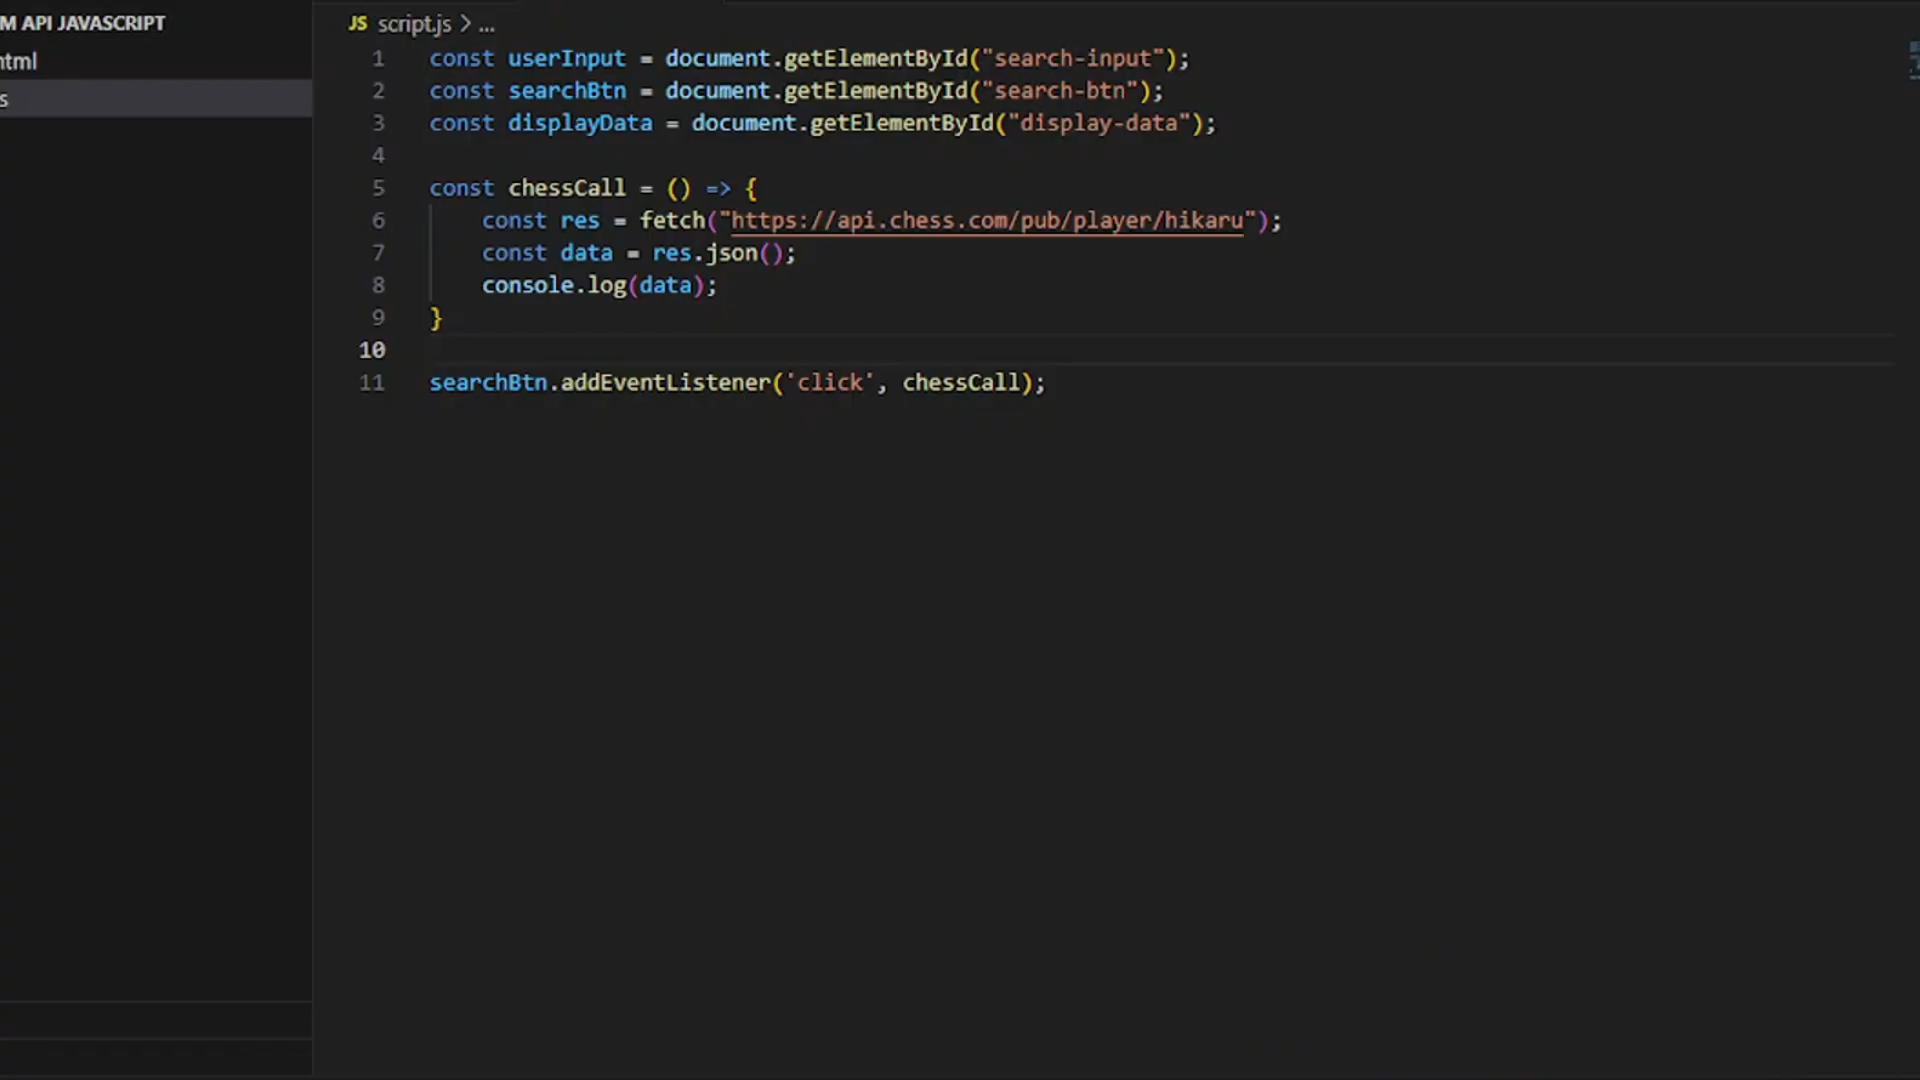 M API JAVASCRIPT
html
s
JS script.js > ...
1 const userInput = document.getElementById("search-input");
2 const searchBtn = document.getElementById("search-btn");
3 const displayData = document.getElementById("display-data");
4
5 const chessCall = () => {
6 const res = fetch("https://api.chess.com/pub/player/hikaru");
7 const data = res.json();
8 console.log(data);
9 }
10
11 searchBtn.addEventListener('click', chessCall);